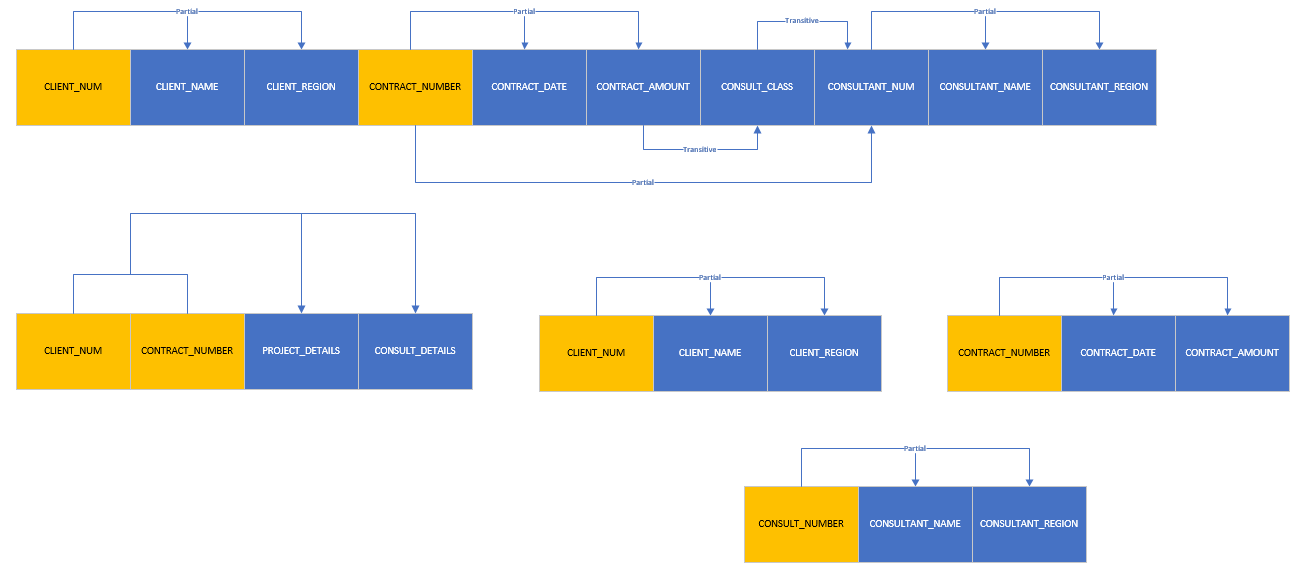 Partial
Partial
Transitive
Partial
CLIENT_NUM
CLIENT_NAME
CLIENT_REGION
CONTRACT_NUMBER
CONTRACT_DATE
CONTRACT_AMOUNT
CONSULT_CLASS
CONSULTANT_NUM
CONSULTANT_NAME
CONSULTANT_REGION
Transitive
Partial
CLIENT_NUM
CONTRACT_NUMBER
PROJECT_DETAILS
CONSULT_DETAILS
Partial
CLIENT_NUM
CLIENT_NAME
CLIENT_REGION
Partial
CONTRACT_NUMBER
CONTRACT_DATE
CONTRACT_AMOUNT
Partial
CONSULT_NUMBER
CONSULTANT_NAME
CONSULTANT_REGION